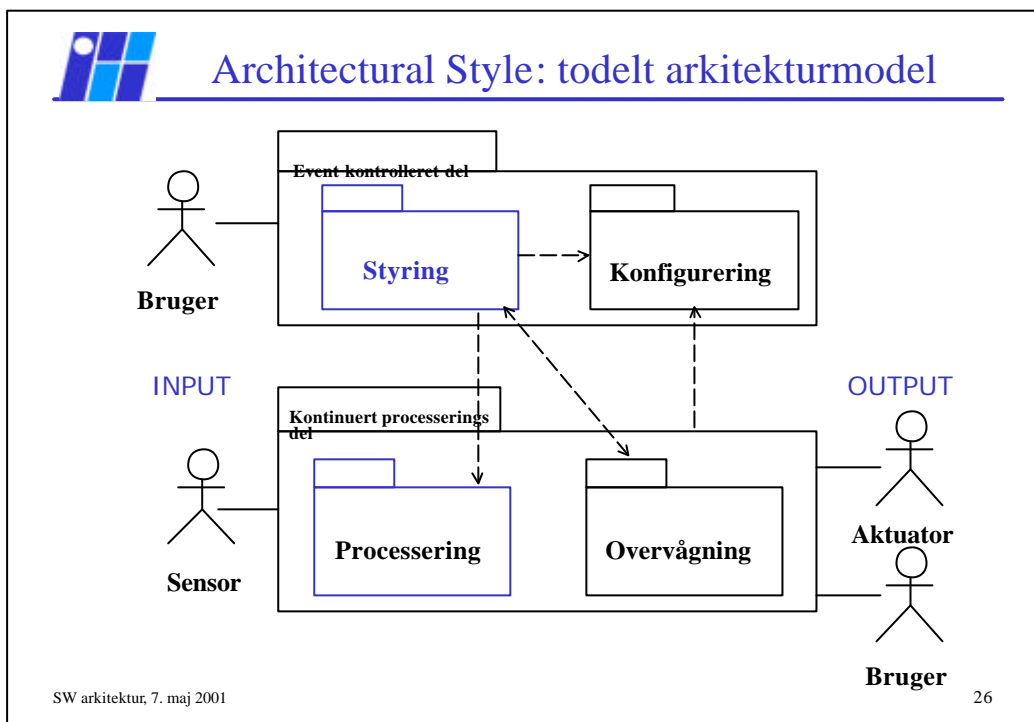 Architectural Style: todelt arkitekturmodel
Event kontrolleret del
Styring
Konfigurering
Bruger
INPUT
OUTPUT
Kontinuert processerings
del
Processering
Overvågning
Sensor
Aktuator
Bruger
SW arkitektur, 7. maj 2001
26